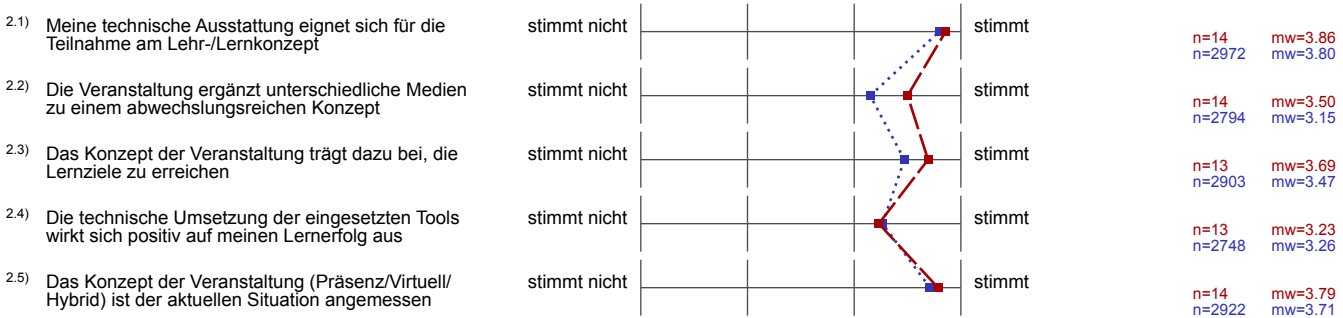 2.1) Meine technische Ausstattung eignet sich für die
Teilnahme am Lehr-/Lernkonzept
stimmt nicht
stimmt
n=14 mw=3.86
n=2972 mw=3.80
2.2) Die Veranstaltung ergänzt unterschiedliche Medien
zu einem abwechslungsreichen Konzept
stimmt nicht
stimmt
n=14 mw=3.50
n=2794 mw=3.15
2.3) Das Konzept der Veranstaltung trägt dazu bei, die
Lernziele zu erreichen
stimmt nicht
stimmt
n=13 mw=3.69
n=2903 mw=3.47
2.4) Die technische Umsetzung der eingesetzten Tools
wirkt sich positiv auf meinen Lernerfolg aus
stimmt nicht
stimmt
n=13 mw=3.23
n=2748 mw=3.26
2.5) Das Konzept der Veranstaltung (Präsenz/Virtuell/
Hybrid) ist der aktuellen Situation angemessen
stimmt nicht
stimmt
n=14 mw=3.79
n=2922 mw=3.71